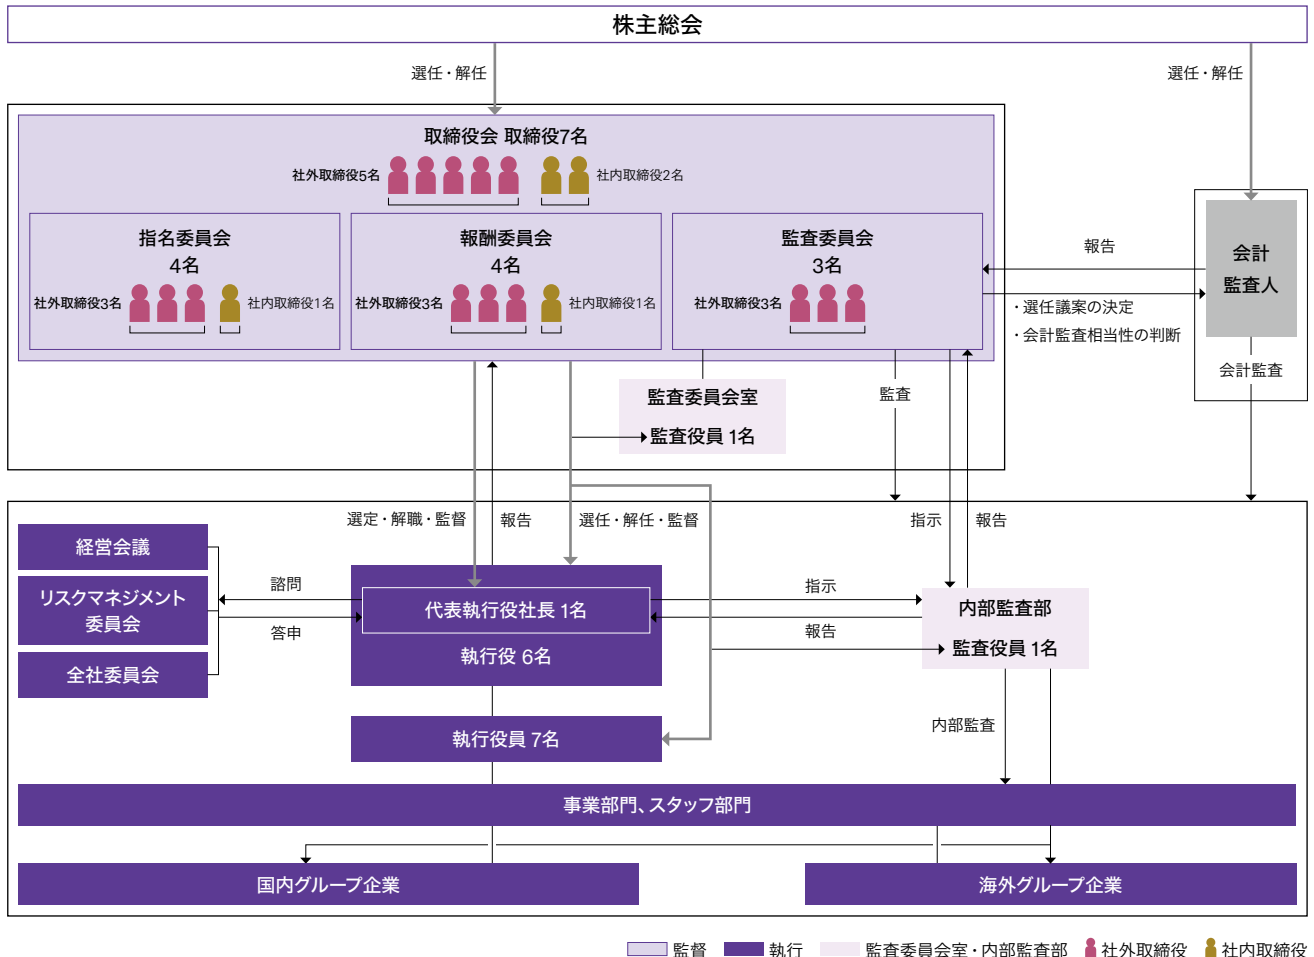 株主総会
選任・解任
選任・解任
取締役会 取締役7名
社外取締役5名
社内取締役2名
指名委員会
4名
社外取締役3名
社内取締役1名
報酬委員会
4名
社外取締役3名
社内取締役1名
監査委員会
3名
社外取締役3名
報告
・選任議案の決定
・会計監査相当性の判断
会計
監査人
会計監査
監査委員会室
監査役員 1名
監査
選定・解職・監督
報告
選任・解任・監督
指示
報告
経営会議
リスクマネジメント
委員会
全社委員会
諮問
答申
代表執行役社長 1名
執行役 6名
指示
報告
内部監査部
監査役員 1名
執行役員 7名
内部監査
事業部門、スタッフ部門
国内グループ企業
海外グループ企業
監督
執行
監査委員会室・内部監査部
社外取締役
社内取締役